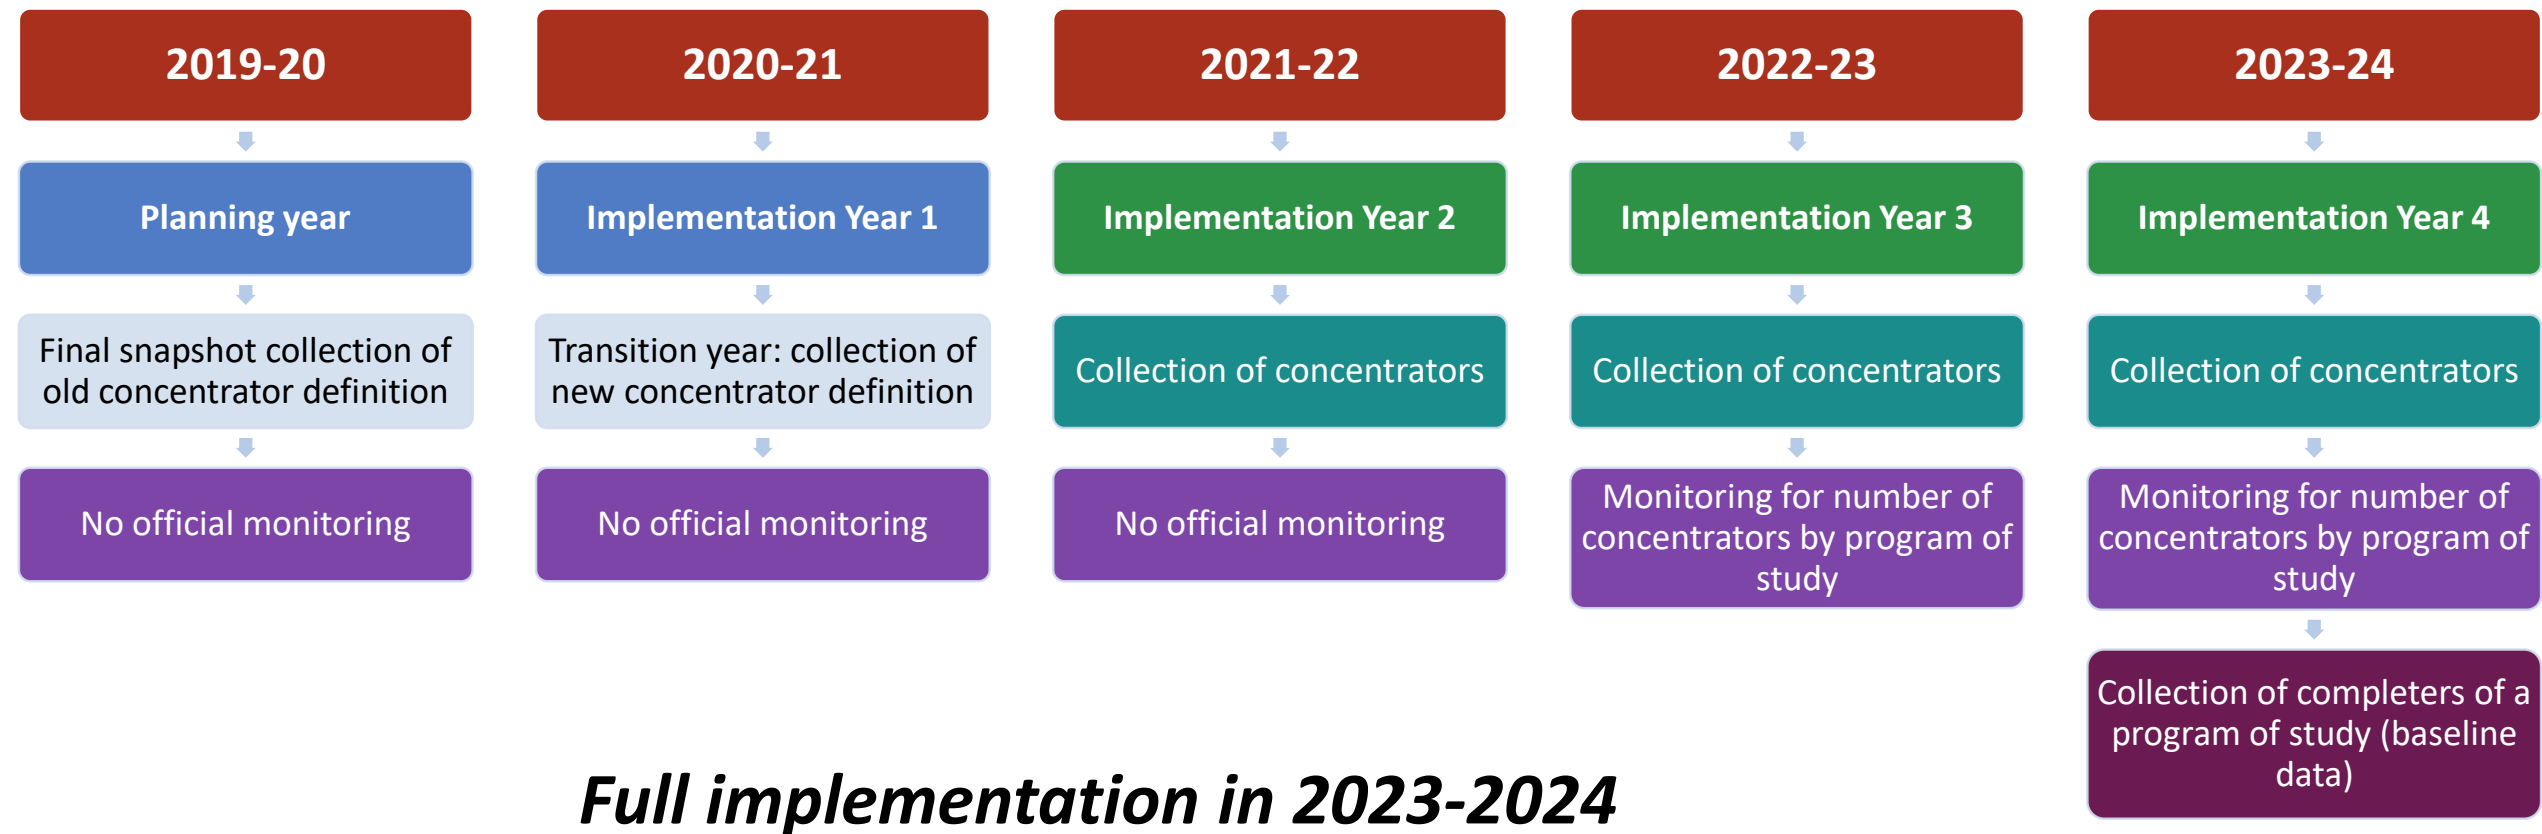 2019-20
Planning year
Final snapshot collection of
old concentrator definition
No official monitoring
2020-21
Implementation Year 1
Transition year: collection of
new concentrator definition
No official monitoring
2021-22
Implementation Year 2
Collection of concentrators
No official monitoring
2022-23
Implementation Year 3
Collection of concentrators
Monitoring for number of
concentrators by program of
study
2023-24
Implementation Year 4
Collection of concentrators
Monitoring for number of
concentrators by program of
study
Collection of completers of a
program of study (baseline
data)
Full implementation in 2023-2024